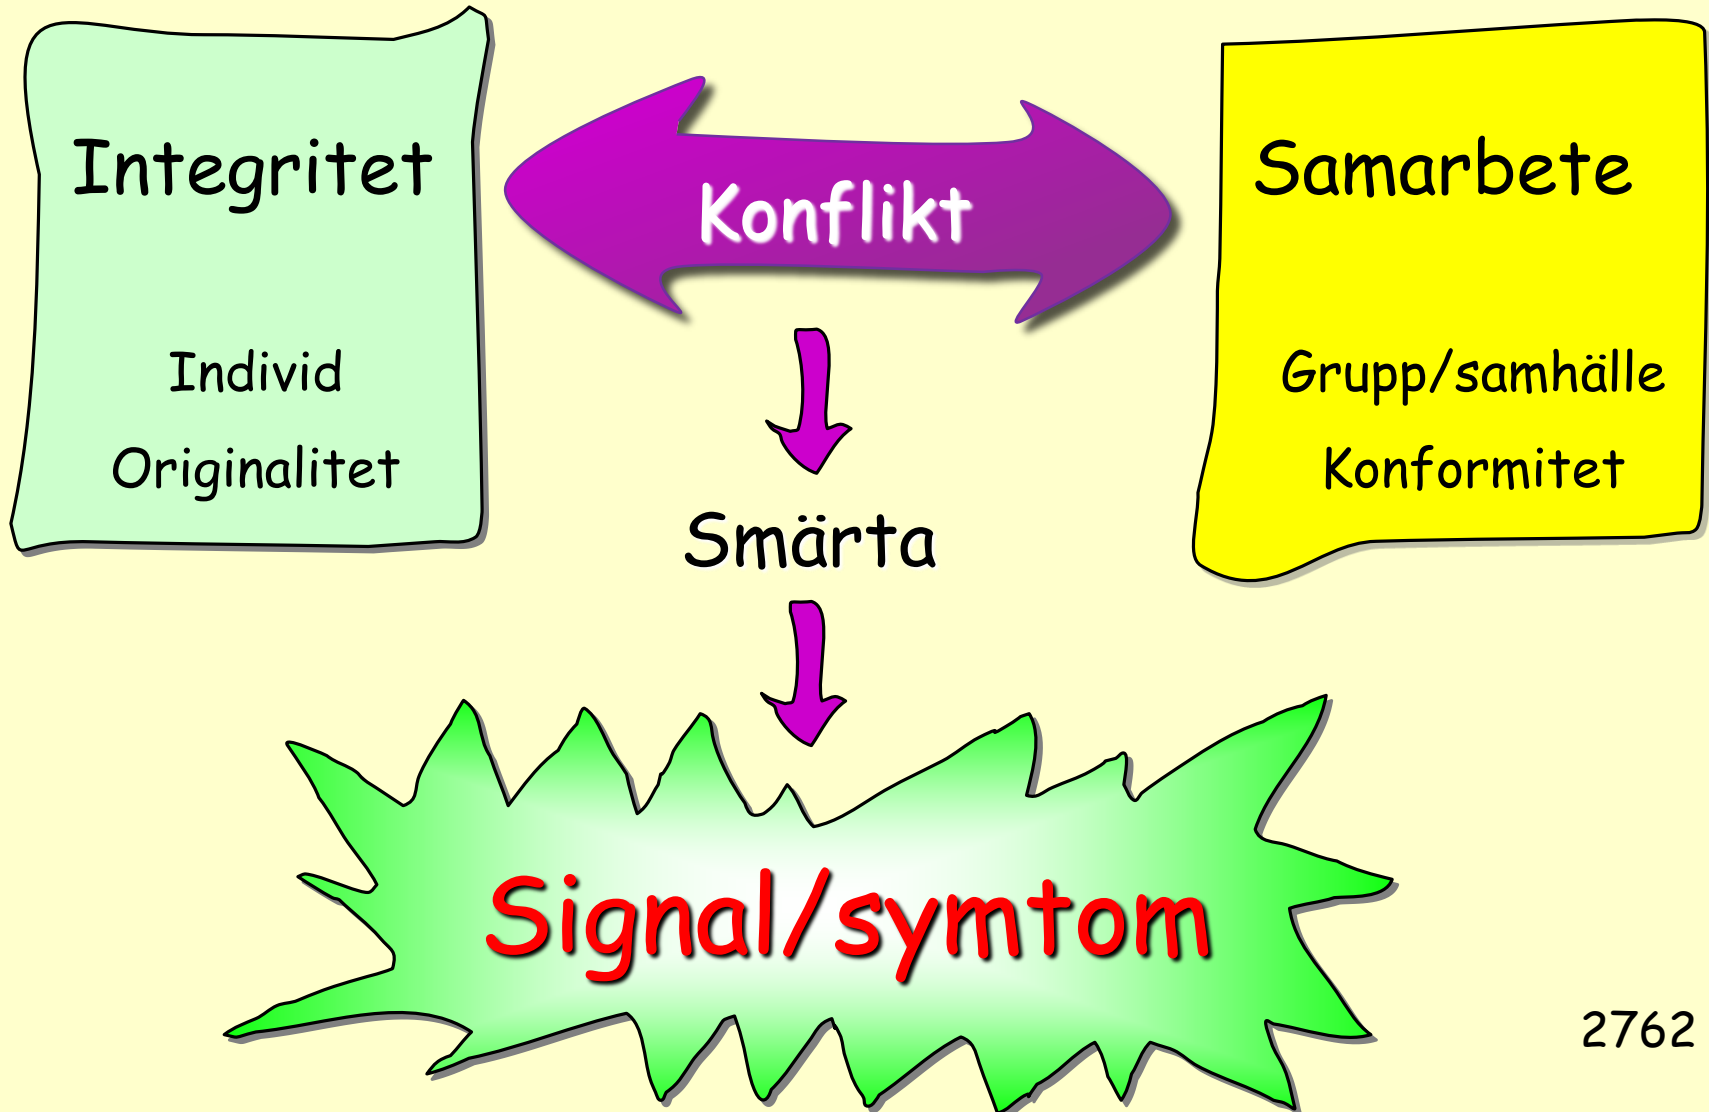 Integritet
Individ
Originalitet
Konflikt
Samarbete
Grupp/samhälle
Konformitet
Smärta
Signal/symtom
2762